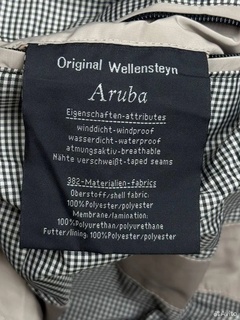 Original Wellensteyn
Aruba
Eigenschaften-attributes
winddicht-windproof
wasserdicht-waterproof
atmungsaktiv-breathable
Nähte verschweißt-taped seams
382-Materialien-fabrics
Oberstoff/shell fabric:
100%Polyester/polyester
Membrane/lamination:
100%Polyurethan/polyurethane
Futter/lining:100%Polyester/polyester